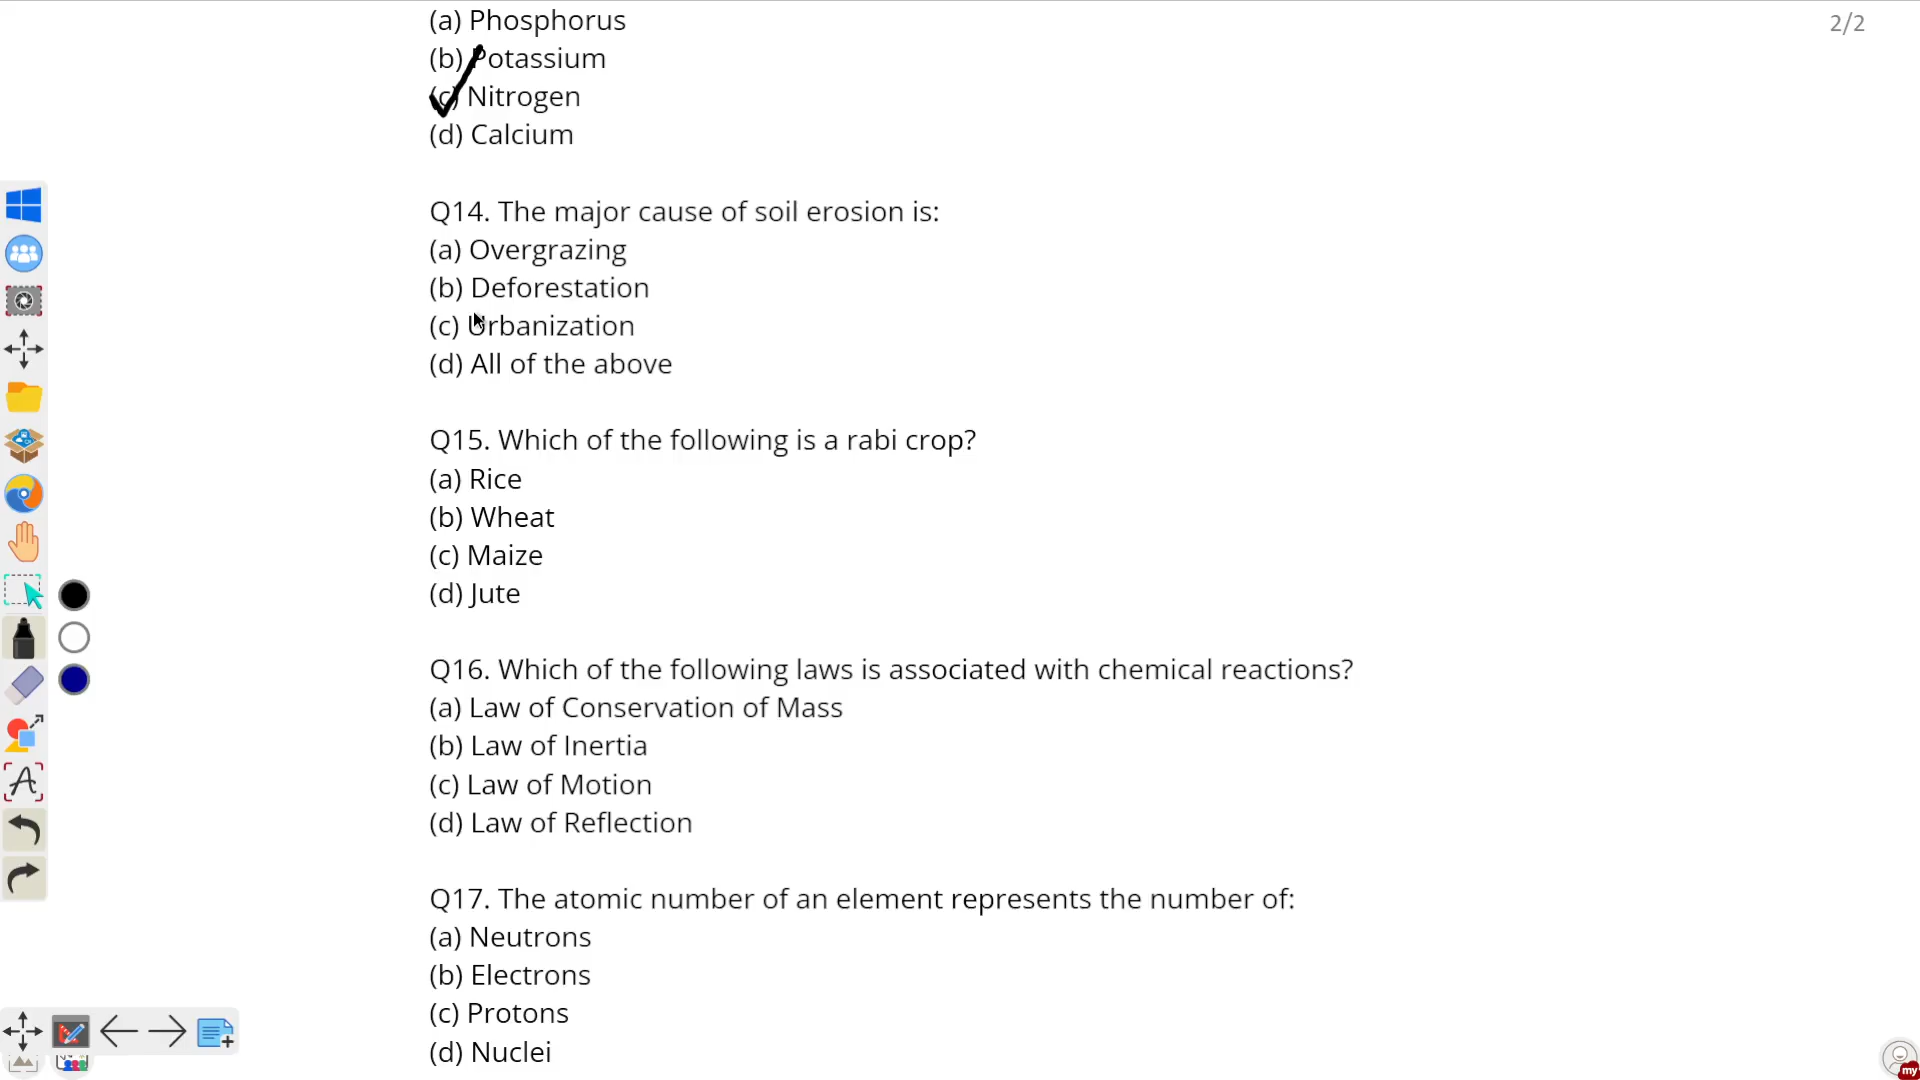 (a) Phosphorus
2/2
(b) Potassium
(c) Nitrogen
(d) Calcium
Q14. The major cause of soil erosion is:
(a) Overgrazing
(b) Deforestation
(c) Urbanization
(d) All of the above
Q15. Which of the following is a rabi crop?
(a) Rice
(b) Wheat
(c) Maize
(d) Jute
Q16. Which of the following laws is associated with chemical reactions?
(a) Law of Conservation of Mass
(b) Law of Inertia
(c) Law of Motion
(d) Law of Reflection
Q17. The atomic number of an element represents the number of:
(a) Neutrons
(b) Electrons
(c) Protons
(d) Nuclei
my